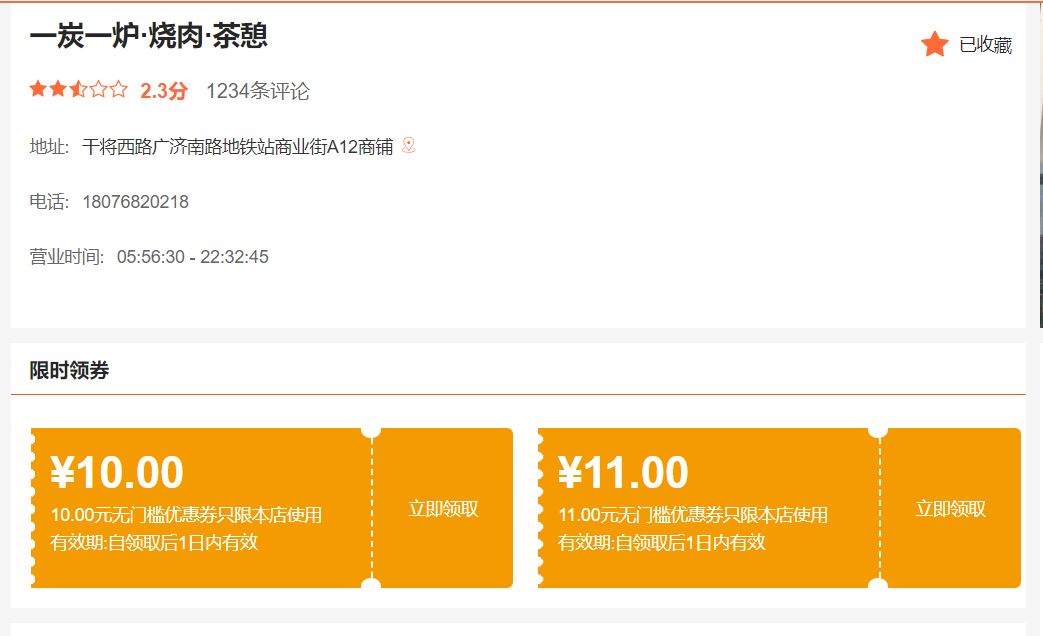 一炭一炉·烧肉·茶憩
已收藏
2.3分 1234条评论
地址: 干将西路广济南路地铁站商业街A12商铺
电话: 18076820218
营业时间: 05:56:30 - 22:32:45
限时领券
¥10.00
10.00元无门槛优惠券只限本店使用
有效期:自领取后1日内有效
立即领取
¥11.00
11.00元无门槛优惠券只限本店使用
有效期:自领取后1日内有效
立即领取